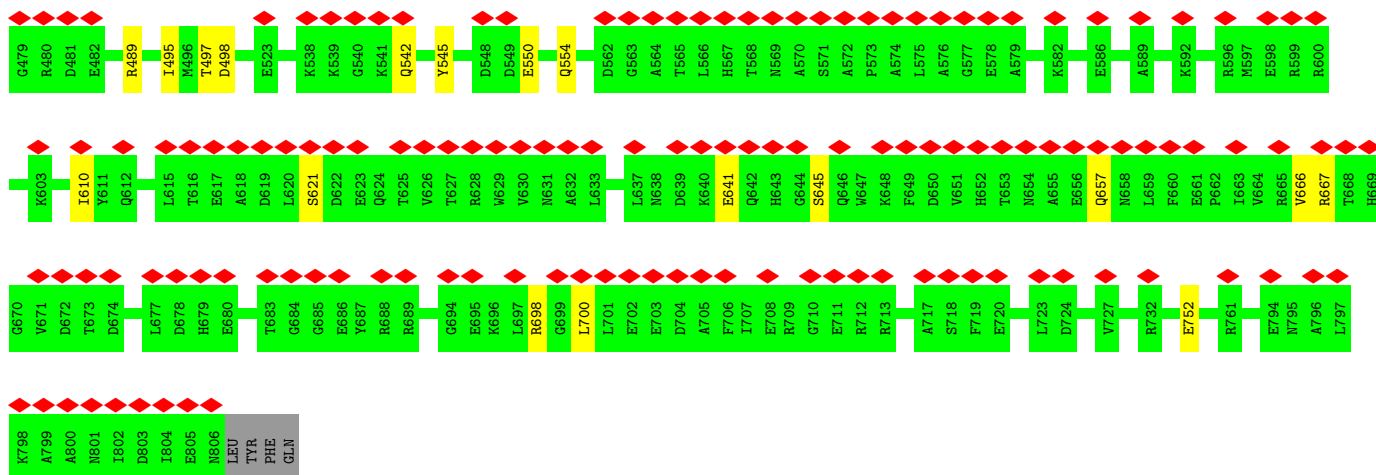 G479 R480 D481 E482 R489 I495 M496 T497 D498 E523 K538 K539 G540 K541 Q542 Y545 D548 D549 E550 Q554 D562 G563 A564 T565 L566 H567 T568 N569 A570 S571 A572 P573 A574 L575 A576 G577 E578 A579 K582 E586 A589 K592 R596 M597 E598 R599 R600
K603 I610 Y611 Q612 L615 T616 E617 A618 D619 L620 S621 D622 E623 Q624 T625 V626 T627 R628 W629 V630 N631 A632 L633 L637 N638 D639 K640 E641 Q642 H643 G644 S645 Q646 W647 K648 F649 D650 V651 H652 T653 N654 A655 E656 Q657 N658 L659 F660 E661 P662 I663 V664 R665 V666 R667 T668 H669
G670 V671 D672 T673 D674 L677 D678 H679 E680 T683 G684 G685 E686 Y687 R688 R689 G694 E695 K696 L697 R698 G699 L700 L701 E702 E703 D704 A705 F706 I707 E708 R709 G710 E711 R712 R713 A717 S718 F719 E720 L723 D724 V727 R732 E752 R761 E794 N795 A796 L797
K798 A799 A800 N801 I802 D803 I804 E805 N806 LEU TYR PHE GLN